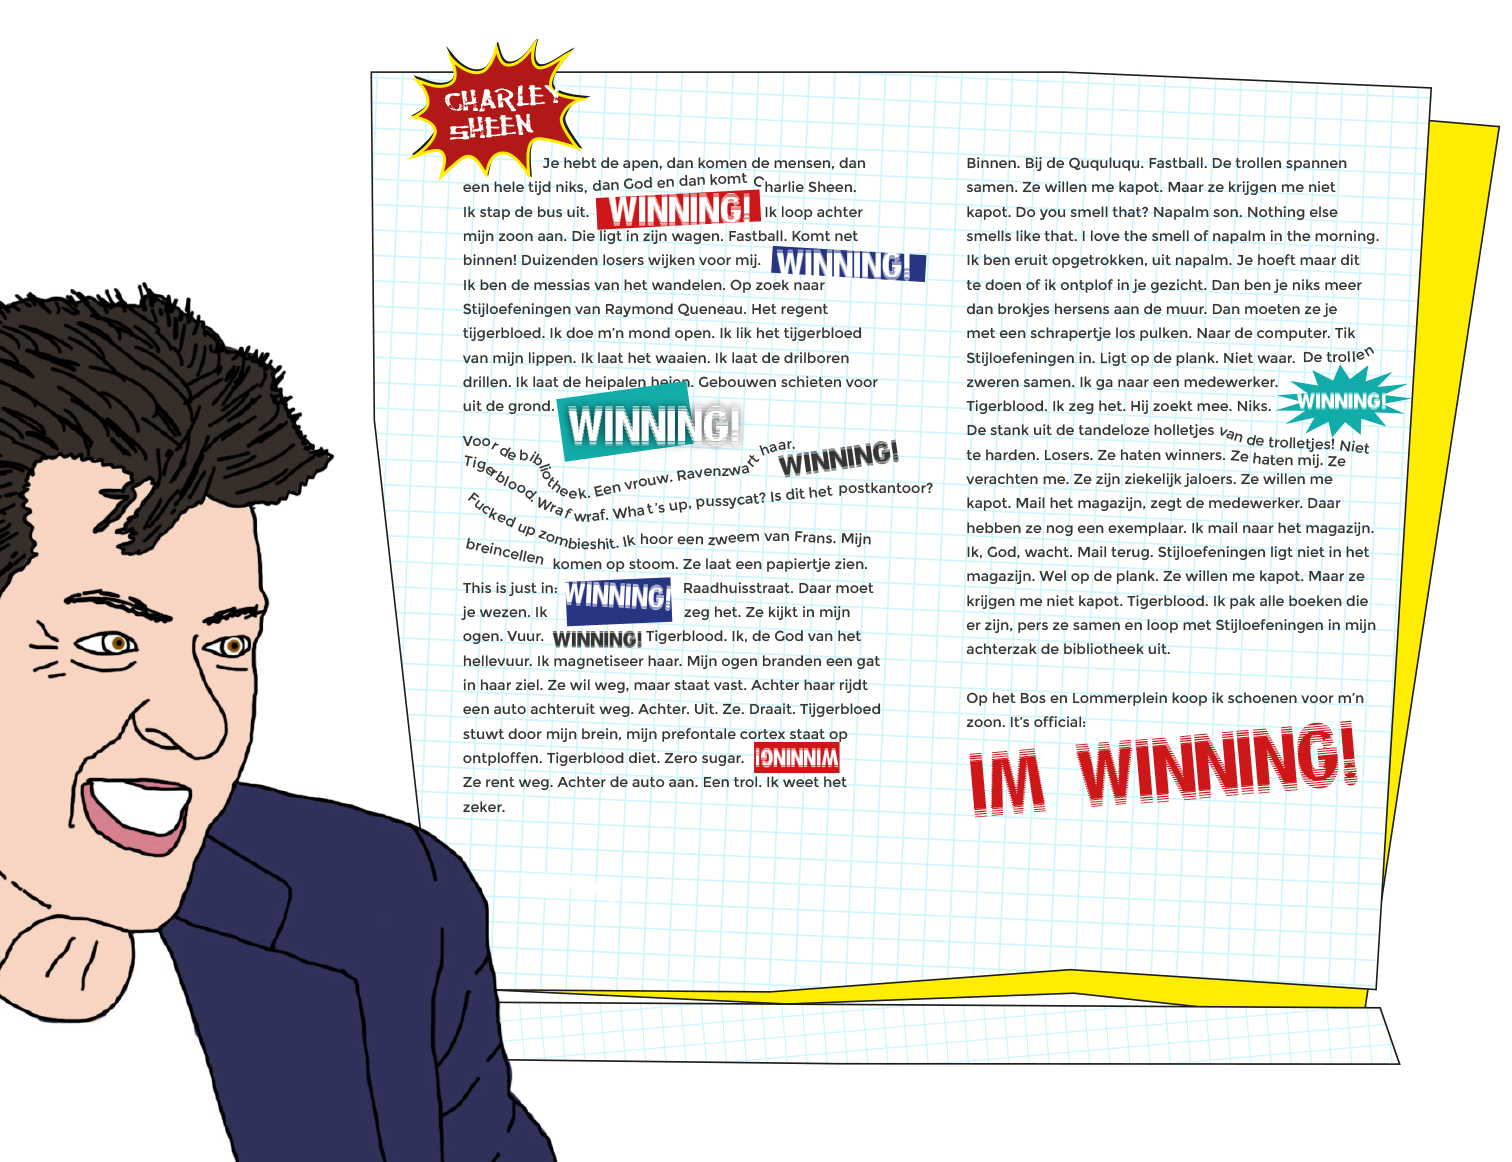 CHARLEY
SHEEN
Je hebt de apen, dan komen de mensen, dan
een hele tijd niks, dan God en dan komt Charlie Sheen.
Ik stap de bus uit. WINNING! Ik loop achter
mijn zoon aan. Die ligt in zijn wagen. Fastball. Komt net
binnen! Duizenden losers wijken voor mij. WINNING!
Ik ben de messias van het wandelen. Op zoek naar
Stijloefeningen van Raymond Queneau. Het regent
tijgerbloed. Ik doe m’n mond open. Ik lik het tijgerbloed
van mijn lippen. Ik laat het waaien. Ik laat de drilboren
drillen. Ik laat de heipalen heien. Gebouwen schieten voor
uit de grond. WINNING!
Voor de bibliotheek. Een vrouw. Ravenzwart haar. WINNING!
Tigerblood. Wraf wraf. What’s up, pussycat? Is dit het postkantoor?
Fucked up zombieshit. Ik hoor een zweem van Frans. Mijn
breincellen komen op stoom. Ze laat een papiertje zien.
This is just in: WINNING! Raadhuisstraat. Daar moet
je wezen. Ik zeg het. Ze kijkt in mijn
ogen. Vuur. WINNING! Tigerblood. Ik, de God van het
hellevuur. Ik magnetiseer haar. Mijn ogen branden een gat
in haar ziel. Ze wil weg, maar staat vast. Achter haar rijdt
een auto achteruit weg. Achter. Uit. Ze. Draait. Tijgerbloed
stuwt door mijn brein, mijn prefontale cortex staat op
ontploffen. Tigerblood diet. Zero sugar. WINNING!
Ze rent weg. Achter de auto aan. Een trol. Ik weet het
zeker.
Binnen. Bij de Ququluqu. Fastball. De trollen spannen
samen. Ze willen me kapot. Maar ze krijgen me niet
kapot. Do you smell that? Napalm son. Nothing else
smells like that. I love the smell of napalm in the morning.
Ik ben eruit opgetrokken, uit napalm. Je hoeft maar dit
te doen of ik ontplof in je gezicht. Dan ben je niks meer
dan brokjes hersens aan de muur. Dan moeten ze je
met een schrapertje los pulken. Naar de computer. Tik
Stijloefeningen in. Ligt op de plank. Niet waar. De trollen
zweren samen. Ik ga naar een medewerker.
Tigerblood. Ik zeg het. Hij zoekt mee. Niks. WINNING!
De stank uit de tandeloze holletjes van de trolletjes! Niet
te harden. Losers. Ze haten winners. Ze haten mij. Ze
verachten me. Ze zijn ziekelijk jaloers. Ze willen me
kapot. Mail het magazijn, zegt de medewerker. Daar
hebben ze nog een exemplaar. Ik mail naar het magazijn.
Ik, God, wacht. Mail terug. Stijloefeningen ligt niet in het
magazijn. Wel op de plank. Ze willen me kapot. Maar ze
krijgen me niet kapot. Tigerblood. Ik pak alle boeken die
er zijn, pers ze samen en loop met Stijloefeningen in mijn
achterzak de bibliotheek uit.
Op het Bos en Lommerplein koop ik schoenen voor m’n
zoon. It’s official:
IM WINNING!